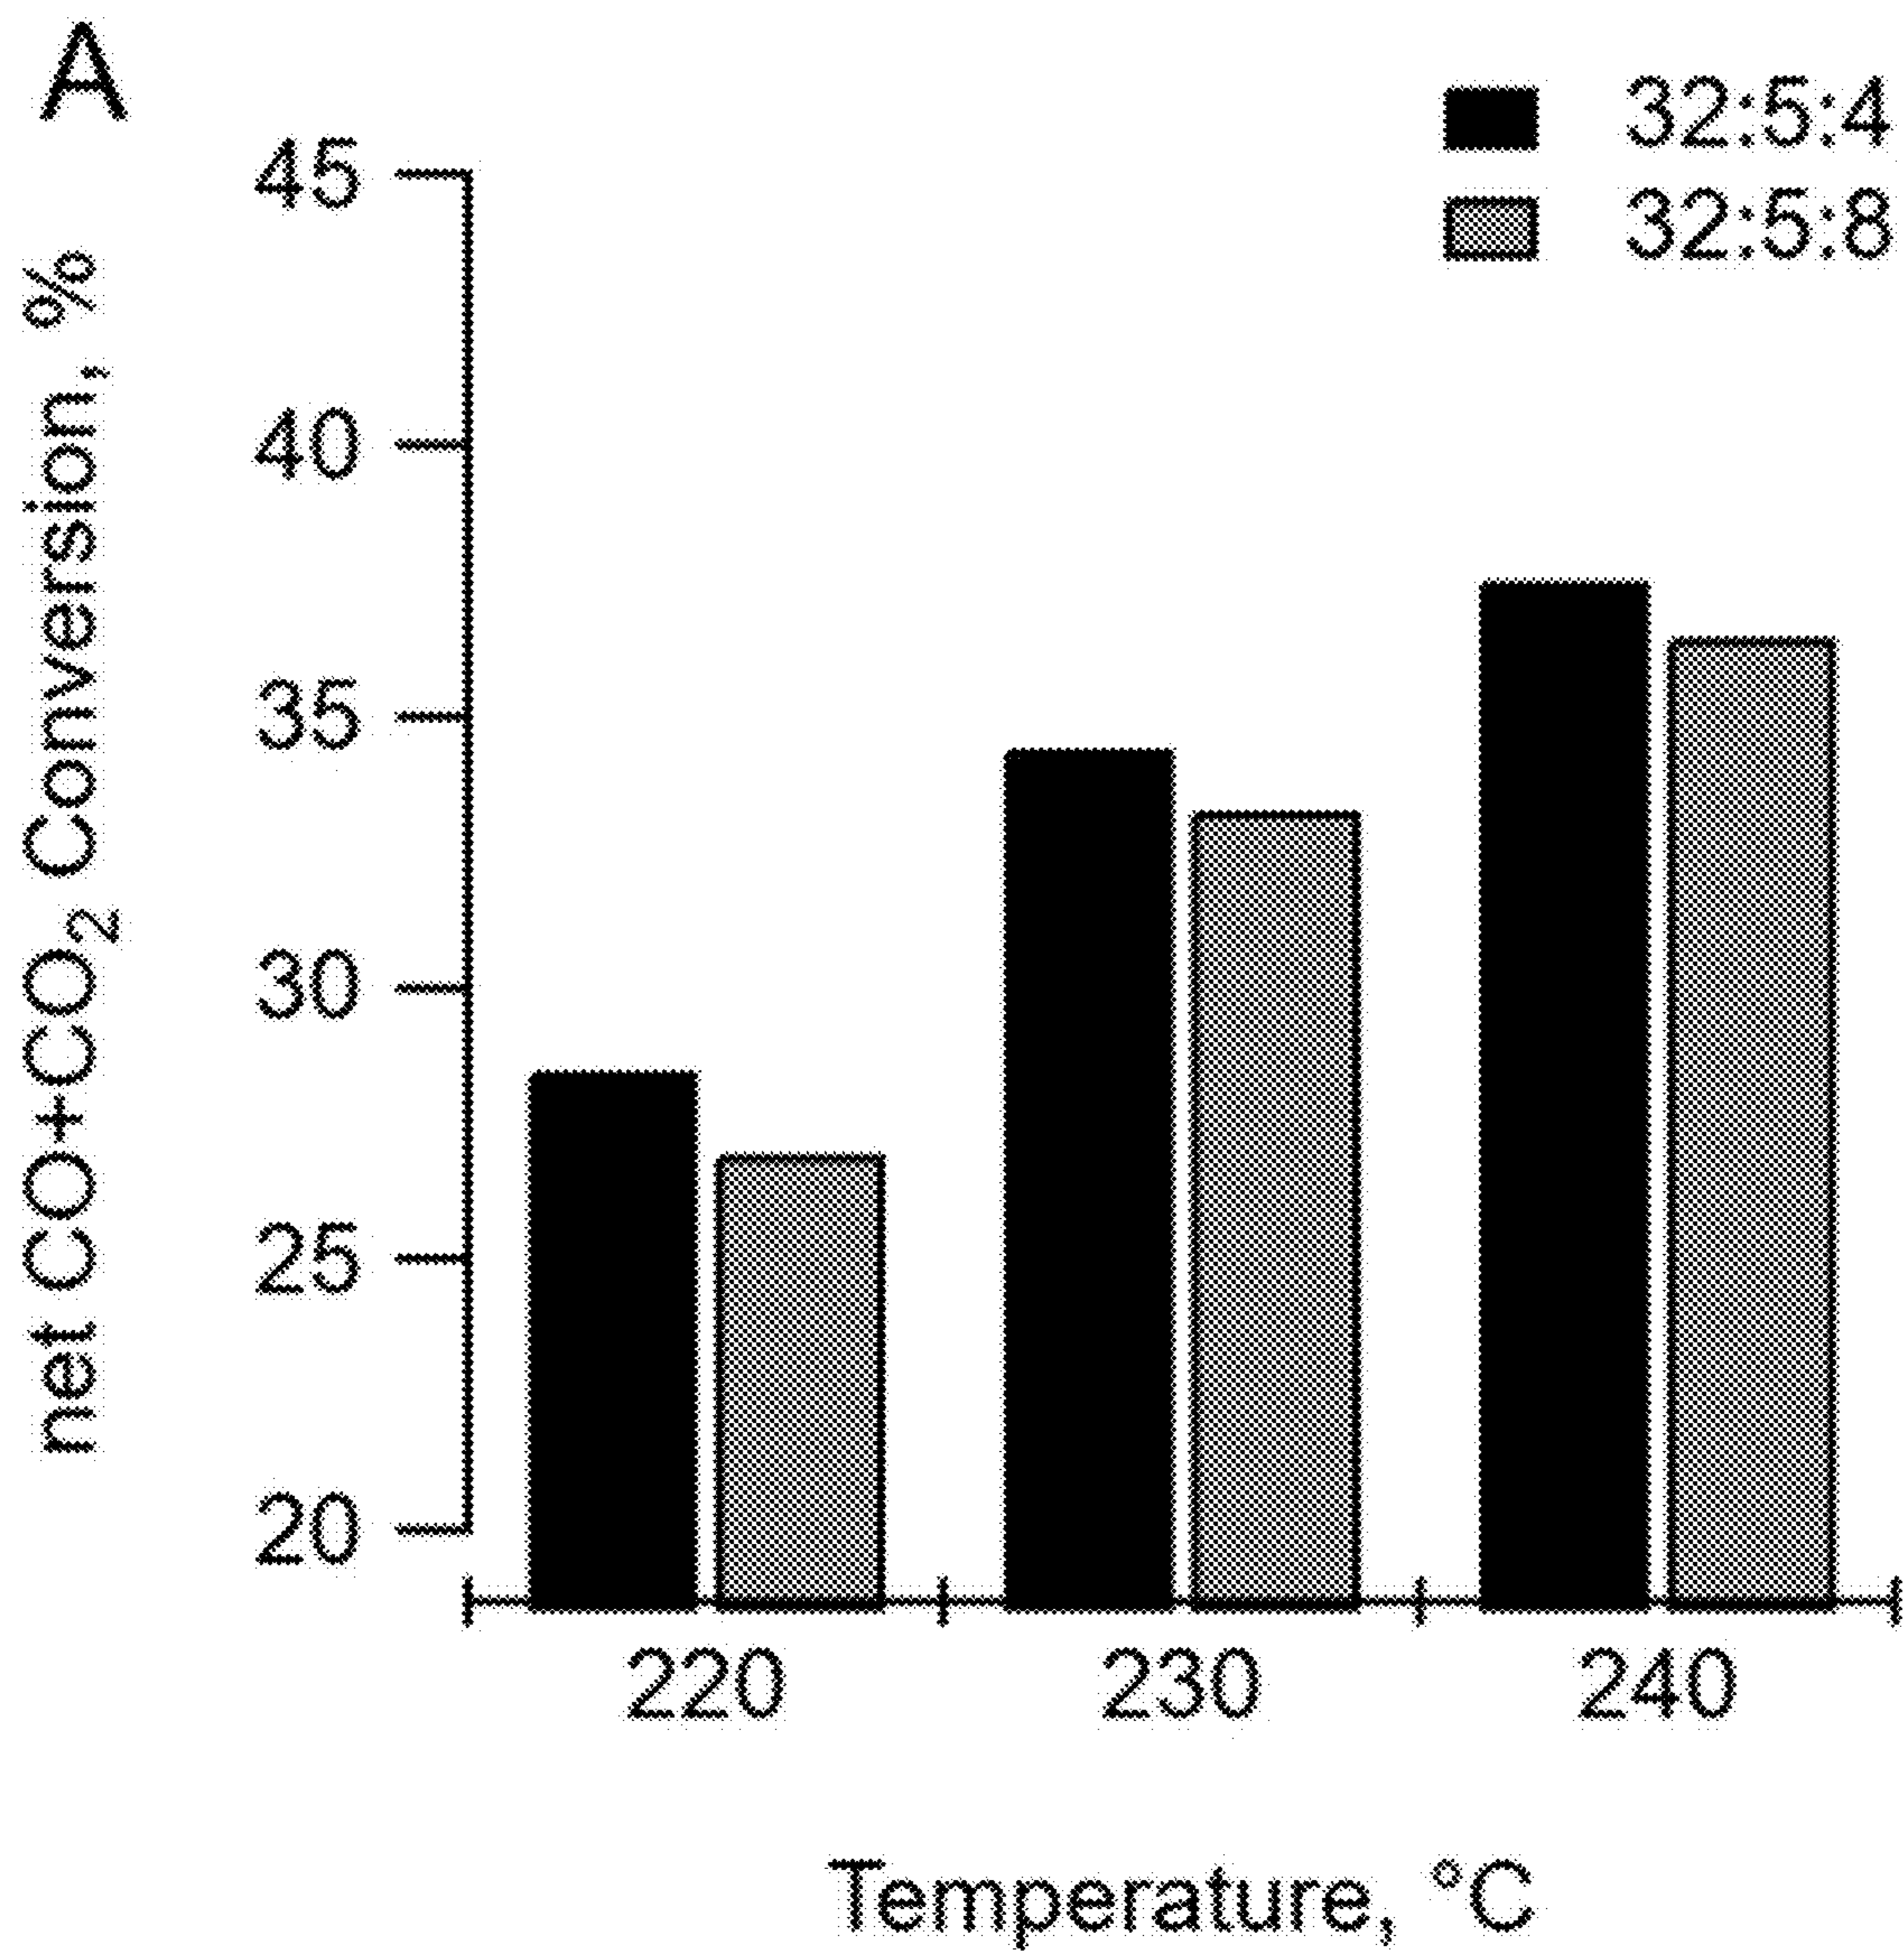 A
32:5:4
32:5:8
net CO+CO₂ Conversion, %
45
40
35
30
25
20
220 230 240
Temperature, °C